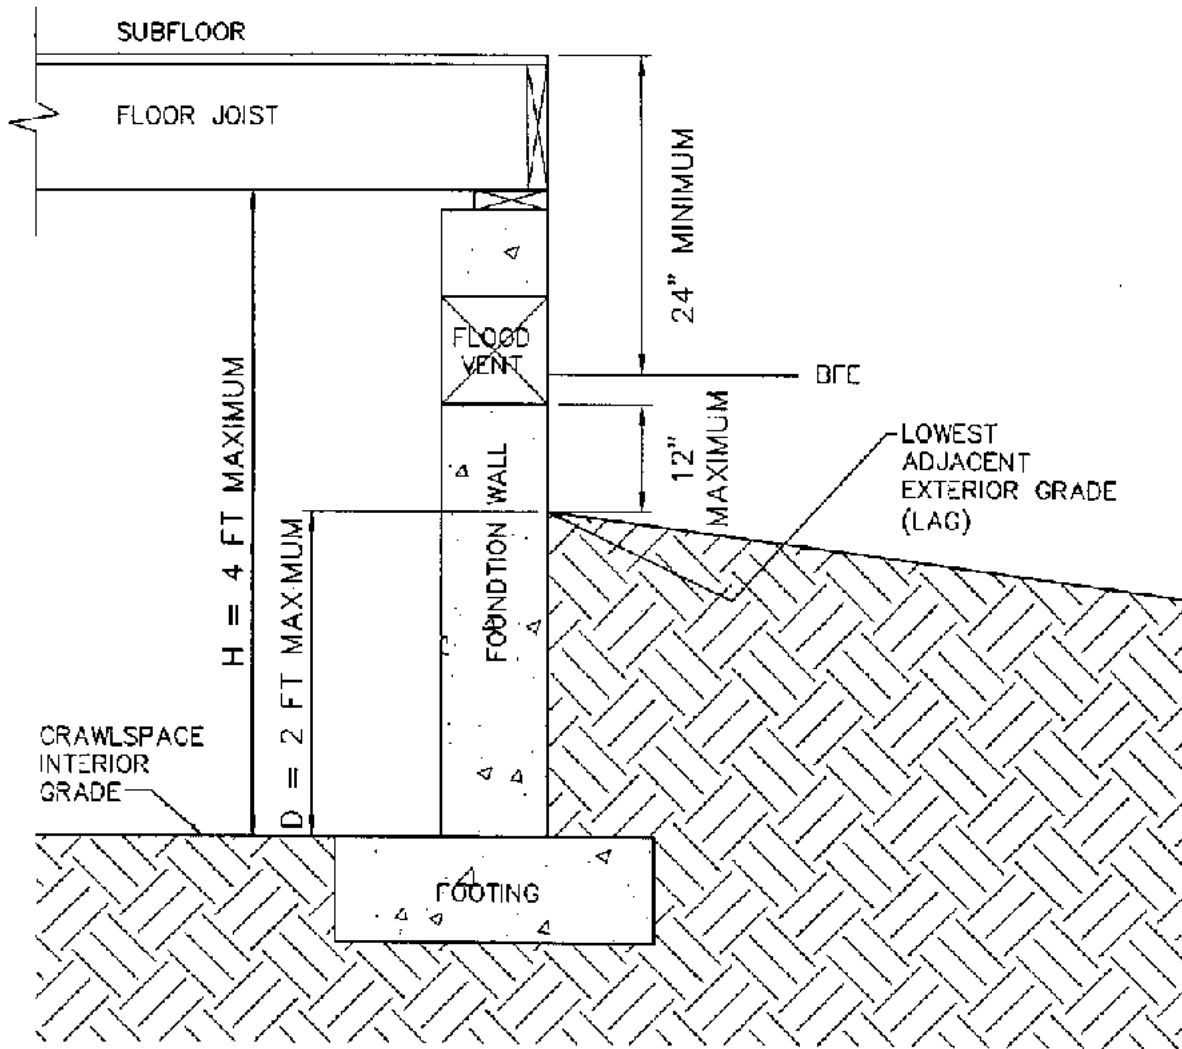 SUBFLOOR
FLOOR JOIST
24" MINIMUM
FLOOD
VENT
BFE
H = 4 FT MAXIMUM
12"
MAXIMUM
LOWEST
ADJACENT
EXTERIOR GRADE
(LAG)
FOUNDTION WALL
D = 2 FT MAXMUM
CRAWLSPACE
INTERIOR
GRADE
FOOTING